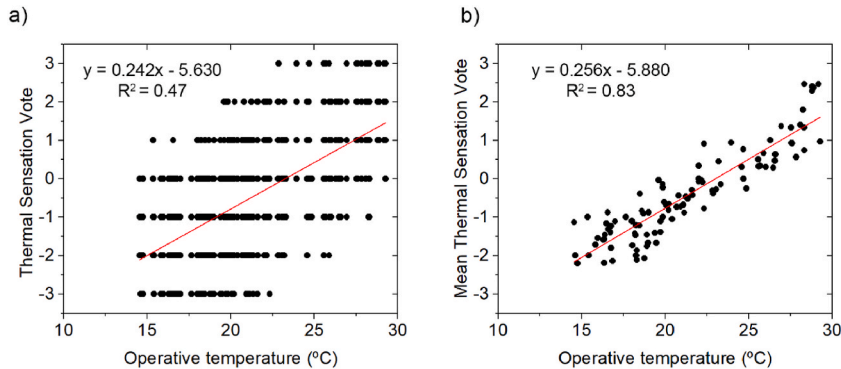 a)
y = 0.242x - 5.630
R² = 0.47
Thermal Sensation Vote
3
2
1
0
-1
-2
-3
10 15 20 25 30
Operative temperature (ºC)
b)
y = 0.256x - 5.880
R² = 0.83
Mean Thermal Sensation Vote
3
2
1
0
-1
-2
-3
10 15 20 25 30
Operative temperature (ºC)